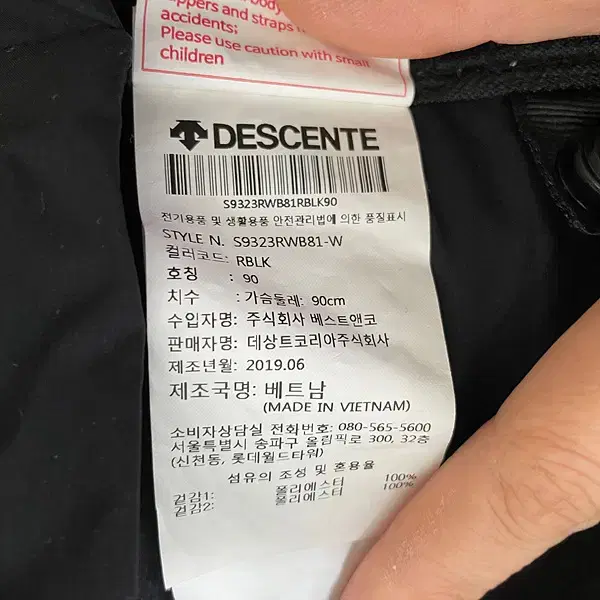 body
zippers and straps
accidents;
Please use caution with small
children
DESCENTE
S9323RWB81RBLK90
전기용품 및 생활용품 안전관리법에 의한 품질표시
STYLE N. S9323RWB81-W
컬러코드: RBLK
호칭 : 90
치수 : 가슴둘레: 90cm
수입자명: 주식회사 베스트앤코
판매자명: 데상트코리아주식회사
제조년월: 2019.06
제조국명: 베트남
(MADE IN VIETNAM)
소비자상담실 전화번호: 080-565-5600
서울특별시 송파구 올림픽로 300, 32층
(신천동, 롯데월드타워)
섬유의 조성 및 혼용율
겉감1: 폴리에스터 100%
겉감2: 폴리에스터 100%